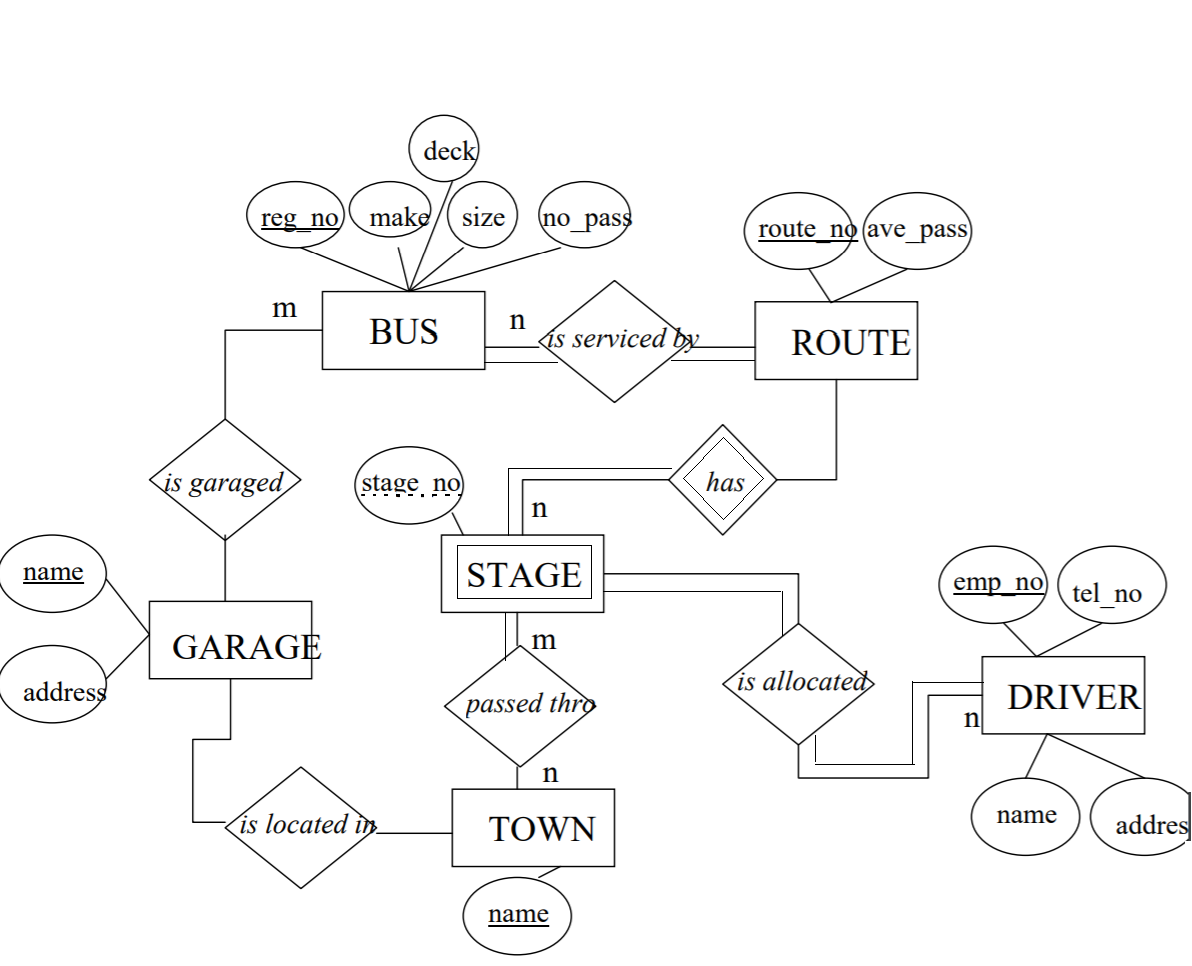 deck
reg_no
make
size
no_pass
route_no
ave_pass
m
BUS
n
is serviced by
ROUTE
is garaged
stage_no
has
n
name
STAGE
emp_no
tel_no
GARAGE
m
address
passed thro
is allocated
DRIVER
n
n
is located in
TOWN
name
addres
name